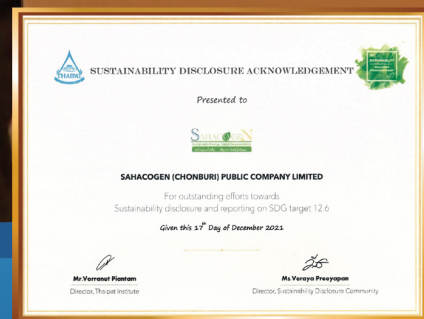 THAIPAT
SUSTAINABILITY DISCLOSURE ACKNOWLEDGEMENT
Presented to
SAHACOGEN
SAHACOGEN (CHONBURI) PUBLIC COMPANY LIMITED
For outstanding efforts towards
Sustainability disclosure and reporting on SDG target 12.6
Given this 17th Day of December 2021
Mr.Vorranut Piantam
Ms.Veraya Preeyapan
Director, Thaipat Institute
Director, Sustainability Disclosure Community